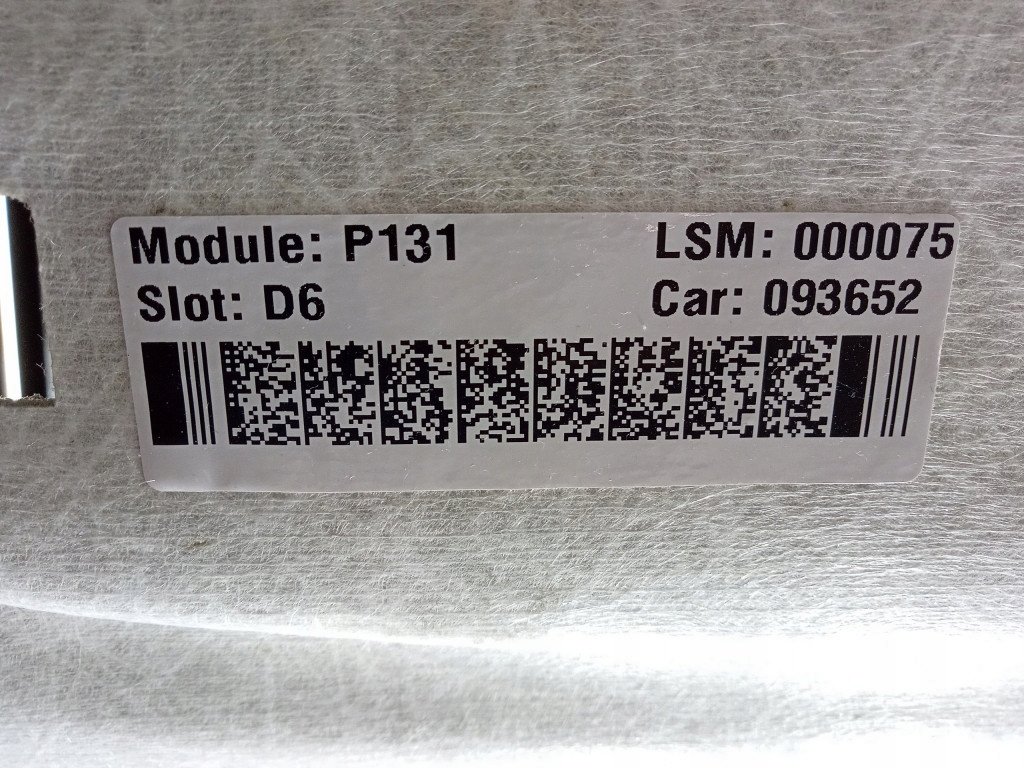 Module: P131 LSM: 000075
Slot: D6 Car: 093652